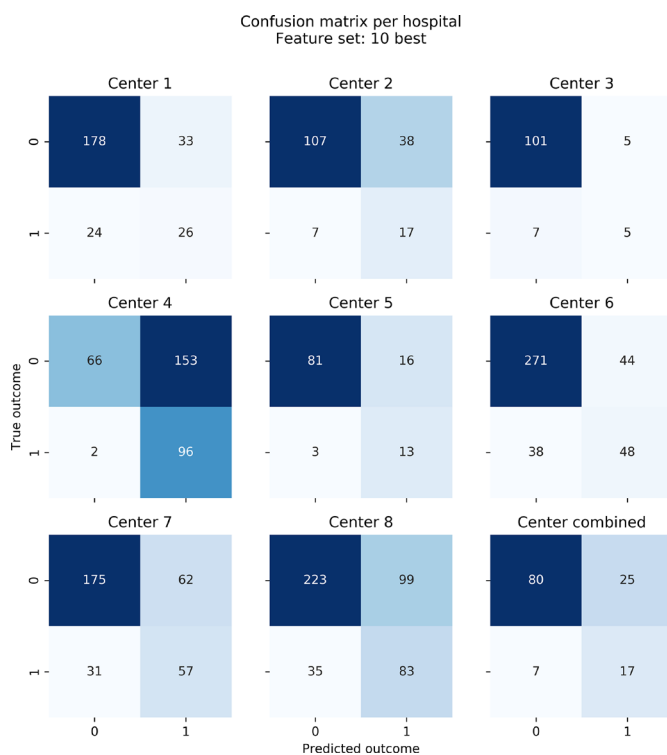 Confusion matrix per hospital
Feature set: 10 best
Center 1 Center 2 Center 3
0 178 33 107 38 101 5
1 24 26 7 17 7 5
Center 4 Center 5 Center 6
0 66 153 81 16 271 44
True outcome
1 2 96 3 13 38 48
Center 7 Center 8 Center combined
0 175 62 223 99 80 25
1 31 57 35 83 7 17
0 1 0 1 0 1
Predicted outcome